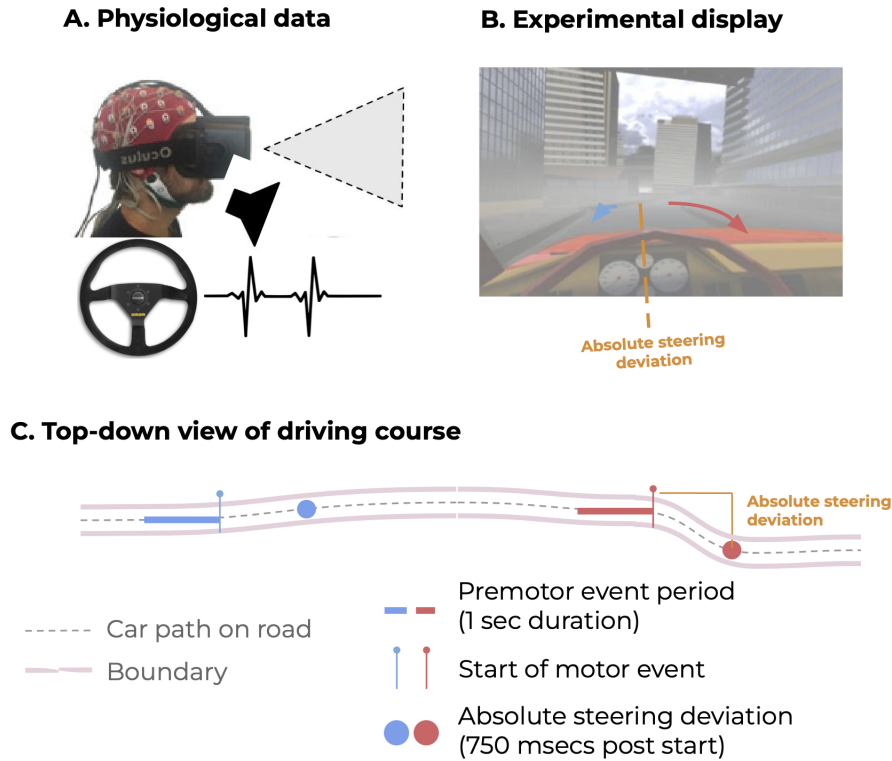 A. Physiological data
B. Experimental display
Oculus
Absolute steering
deviation
C. Top-down view of driving course
Absolute steering
deviation
Car path on road
Boundary
Premotor event period
(1 sec duration)
Start of motor event
Absolute steering deviation
(750 msecs post start)